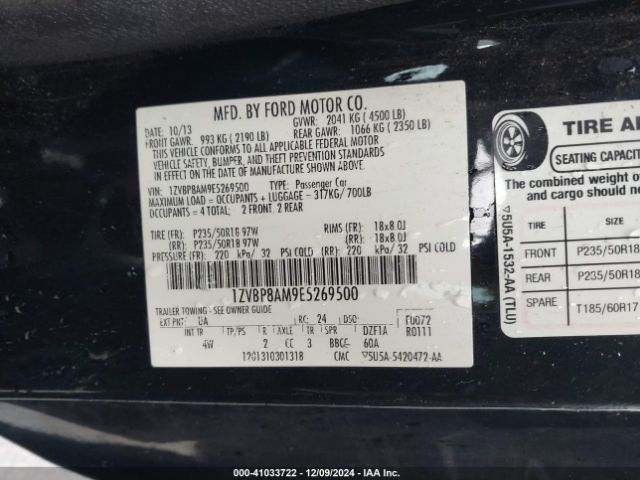 MFD. BY FORD MOTOR CO.
DATE: 10/13 GVWR: 2041 KG ( 4500 LB)
FRONT GAWR: 993 KG ( 2190 LB) REAR GAWR: 1066 KG ( 2350 LB)
THIS VEHICLE CONFORMS TO ALL APPLICABLE FEDERAL MOTOR
VEHICLE SAFETY, BUMPER, AND THEFT PREVENTION STANDARDS
IN EFFECT ON THE DATE OF MANUFACTURE SHOWN ABOVE.
VIN: 1ZVBP8AM9E5269500 TYPE: Passenger Car
MAXIMUM LOAD = OCCUPANTS + LUGGAGE = 317KG/ 700LB
OCCUPANTS = 4 TOTAL; 2 FRONT, 2 REAR
TIRE (FR): P235/50R18 97W RIMS (FR): 18x8.0J
(RR): P235/50R18 97W (RR): 18x8.0J
PRESSURE (FR): 220 kPa/ 32 PSI COLD (RR): 220 kPa/ 32 PSI COLD
1ZVBP8AM9E5269500
TRAILER TOWING - SEE OWNER GUIDE
EXT PNT: UA RC: 24 DSO: F0072
INT TR TP/PS R AXLE TR SPR DZF1A R0111
4W 2 CC 3 BBCC 60A
CMC ▽5U5A-5420472-AA
▽5U5A-1532-AA (TLU)
TIRE A
SEATING CAPACITY
The combined weight of
and cargo should n
TIRE SIZE
FRONT P235/50R18
REAR P235/50R18
SPARE T185/60R17
000-41033722 - 12/09/2024 - IAA Inc.